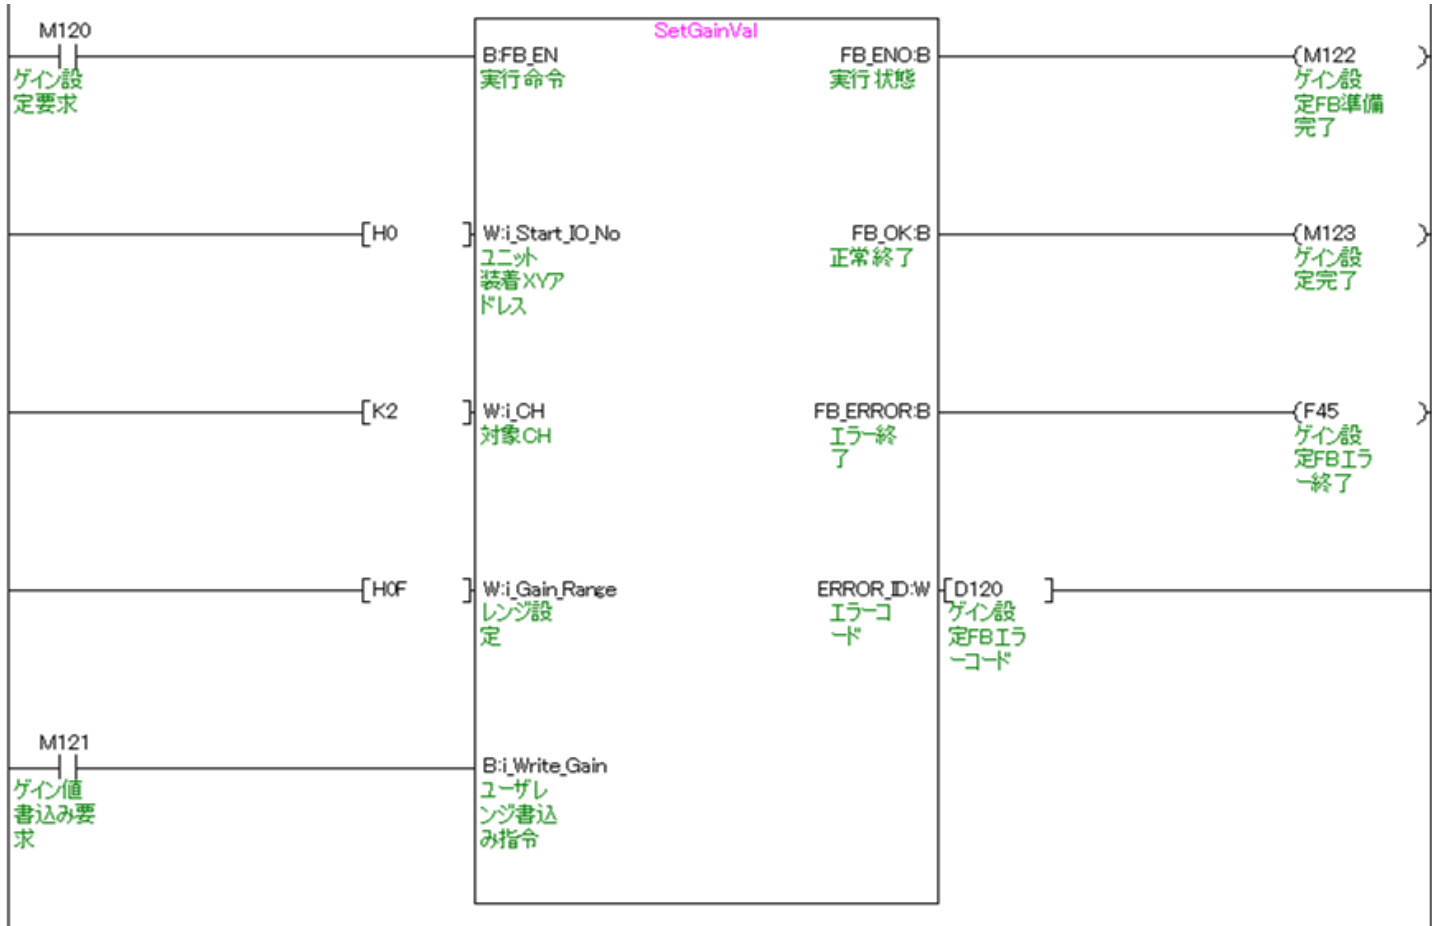 SetGainVal
M120
B:FB_EN
FB_ENO:B
M122
ゲイン設
定要求
実行命令
実行状態
ゲイン設
定FB準備
完了
H0
W:i_Start_IO_No
FB_OK:B
M123
ユニット
装着XYア
ドレス
正常終了
ゲイン設
定完了
K2
W:i_CH
FB_ERROR:B
F45
対象CH
エラー終
了
ゲイン設
定FBエラ
ー終了
H0F
W:i_Gain_Range
ERROR_ID:W
D120
レンジ設
定
エラーコ
ード
ゲイン設
定FBエラ
ーコード
M121
B:i_Write_Gain
ゲイン値
書込み要
求
ユーザレ
ンジ書込
み指令